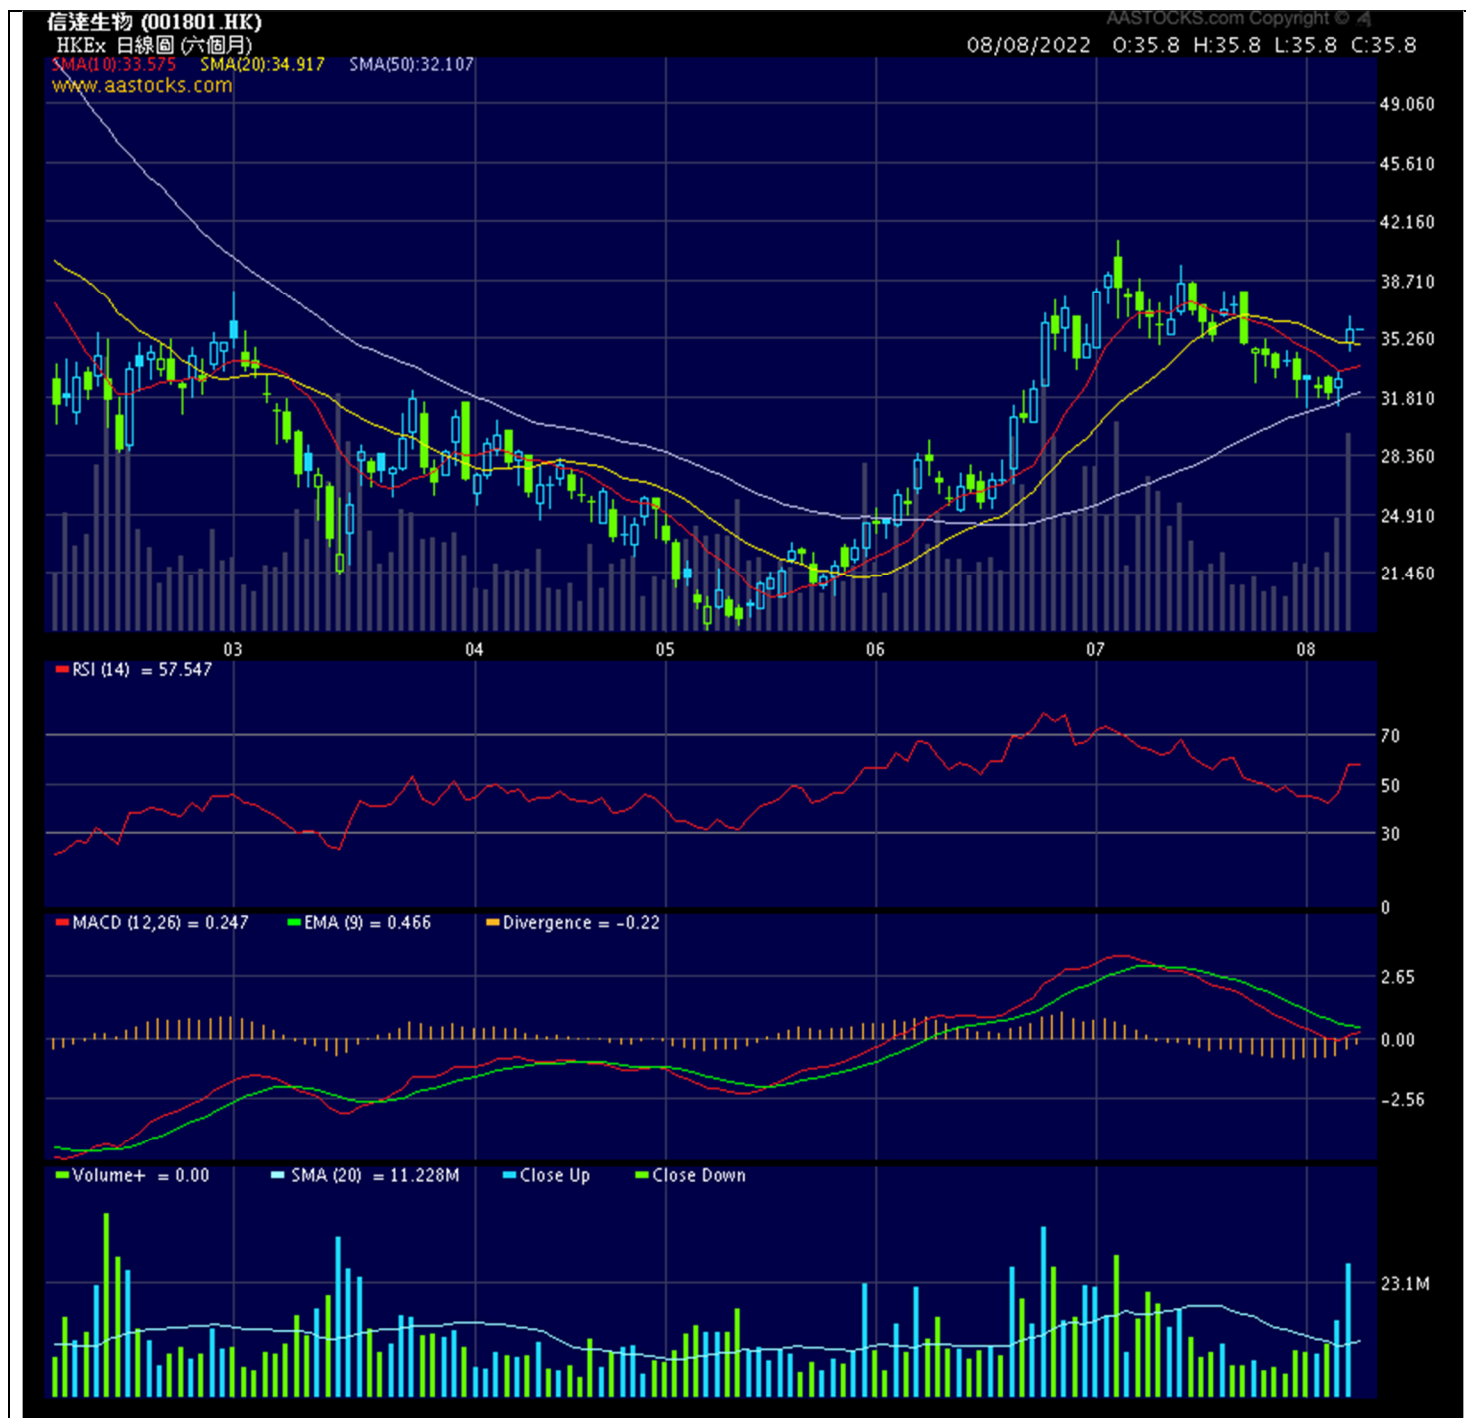 AASTOCKS.com Copyright ©
信達生物 (001801.HK)
HKEx 日線圖 (六個月)
08/08/2022 O:35.8 H:35.8 L:35.8 C:35.8
SMA(10):33.575 SMA(20):34.917 SMA(50):32.107
www.aastocks.com
49.060
45.610
42.160
38.710
35.260
31.810
28.360
24.910
21.460
03 04 05 06 07 08
RSI (14) = 57.547
70
50
30
0
MACD (12,26) = 0.247 EMA (9) = 0.466 Divergence = -0.22
2.65
0.00
-2.56
Volume+ = 0.00 SMA (20) = 11.228M Close Up Close Down
23.1M